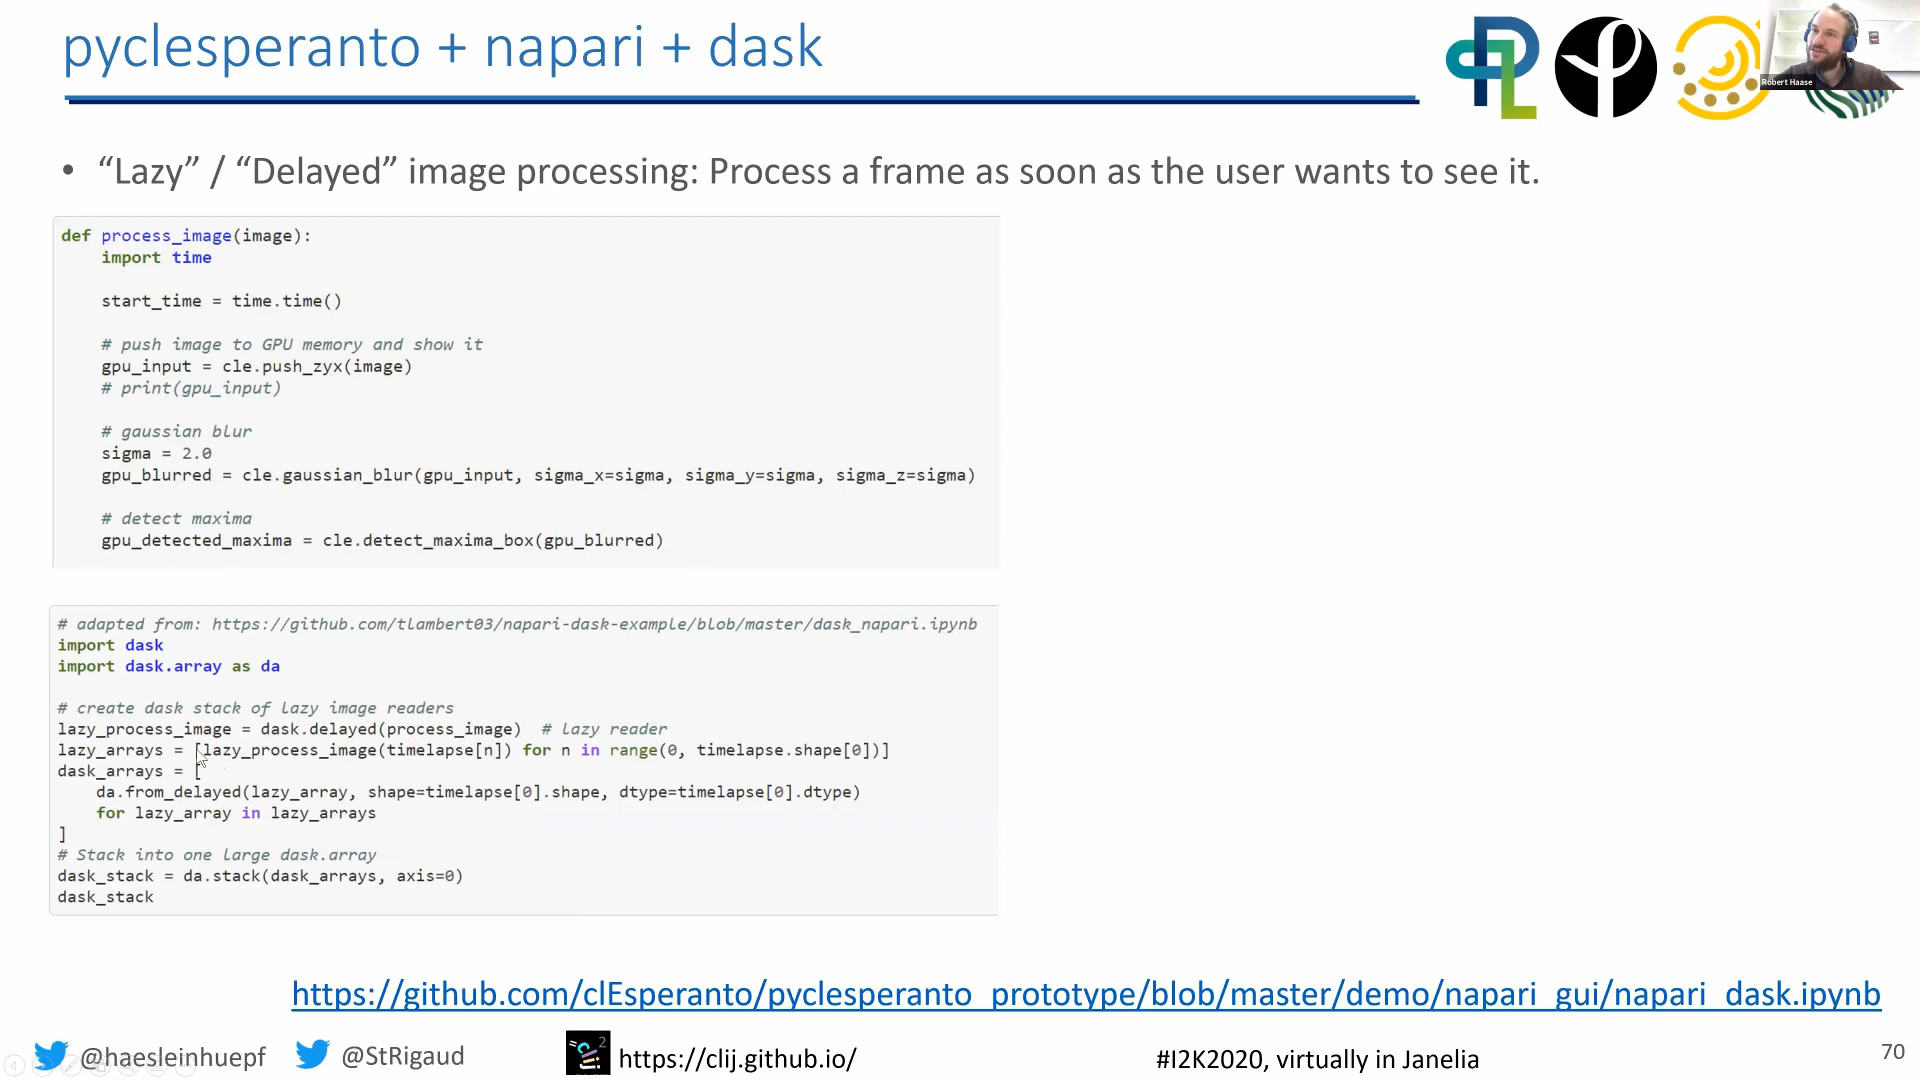 pyclesperanto + napari + dask
Robert Haase
• “Lazy” / “Delayed” image processing: Process a frame as soon as the user wants to see it.
def process_image(image):
    import time
    start_time = time.time()
    # push image to GPU memory and show it
    gpu_input = cle.push_zyx(image)
    # print(gpu_input)
    # gaussian blur
    sigma = 2.0
    gpu_blurred = cle.gaussian_blur(gpu_input, sigma_x=sigma, sigma_y=sigma, sigma_z=sigma)
    # detect maxima
    gpu_detected_maxima = cle.detect_maxima_box(gpu_blurred)
# adapted from: https://github.com/tlambert03/napari-dask-example/blob/master/dask_napari.ipynb
import dask
import dask.array as da
# create dask stack of lazy image readers
lazy_process_image = dask.delayed(process_image)  # lazy reader
lazy_arrays = [lazy_process_image(timelapse[n]) for n in range(0, timelapse.shape[0])]
dask_arrays = [
    da.from_delayed(lazy_array, shape=timelapse[0].shape, dtype=timelapse[0].dtype)
    for lazy_array in lazy_arrays
]
# Stack into one large dask.array
dask_stack = da.stack(dask_arrays, axis=0)
dask_stack
https://github.com/clEsperanto/pyclesperanto_prototype/blob/master/demo/napari_gui/napari_dask.ipynb
@haesleinhuepf @StRigaud https://clij.github.io/ #I2K2020, virtually in Janelia 70